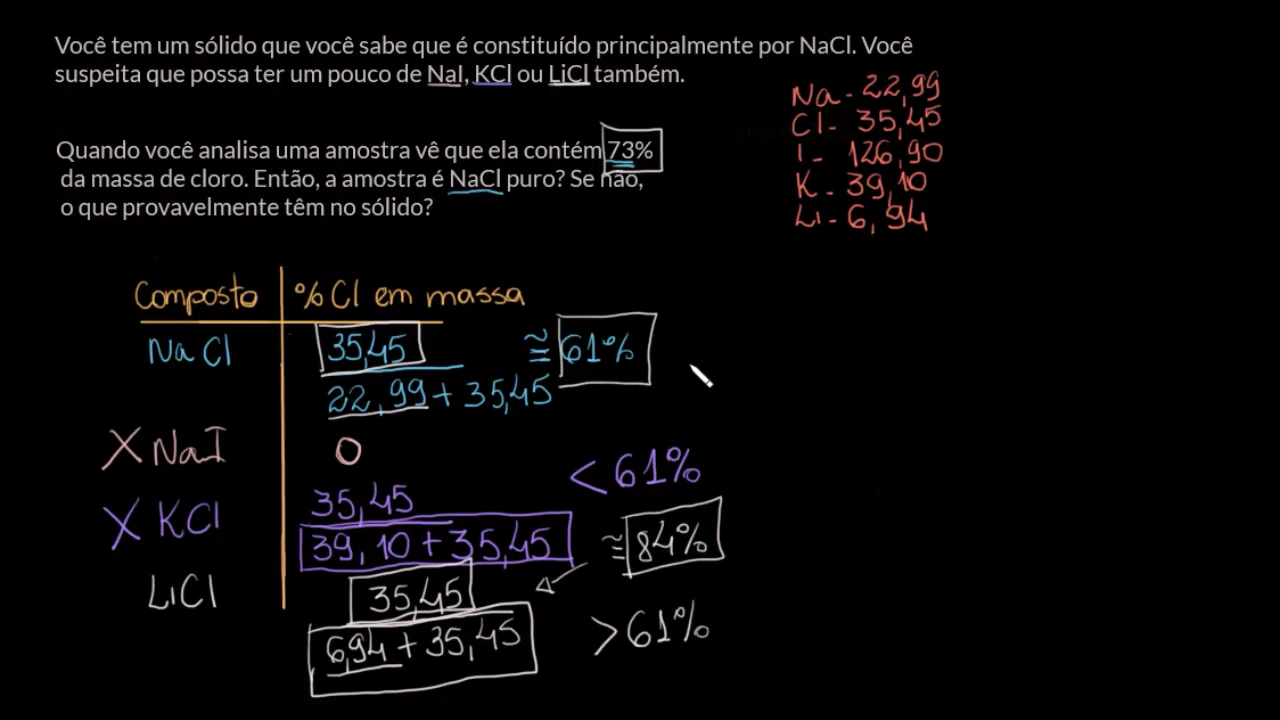 Você tem um sólido que você sabe que é constituído principalmente por NaCl. Você
suspeita que possa ter um pouco de NaI, KCl ou LiCl também.
Quando você analisa uma amostra vê que ela contém 73%
da massa de cloro. Então, a amostra é NaCl puro? Se não,
o que provavelmente têm no sólido?
Na - 22,99
Cl - 35,45
I - 126,90
K - 39,10
Li - 6,94
Composto % Cl em massa
NaCl 35,45 ≅ 61%
22,99 + 35,45
X NaI 0
< 61%
X KCl 35,45
39,10 + 35,45 ≅ 84%
LiCl 35,45
6,94 + 35,45 > 61%